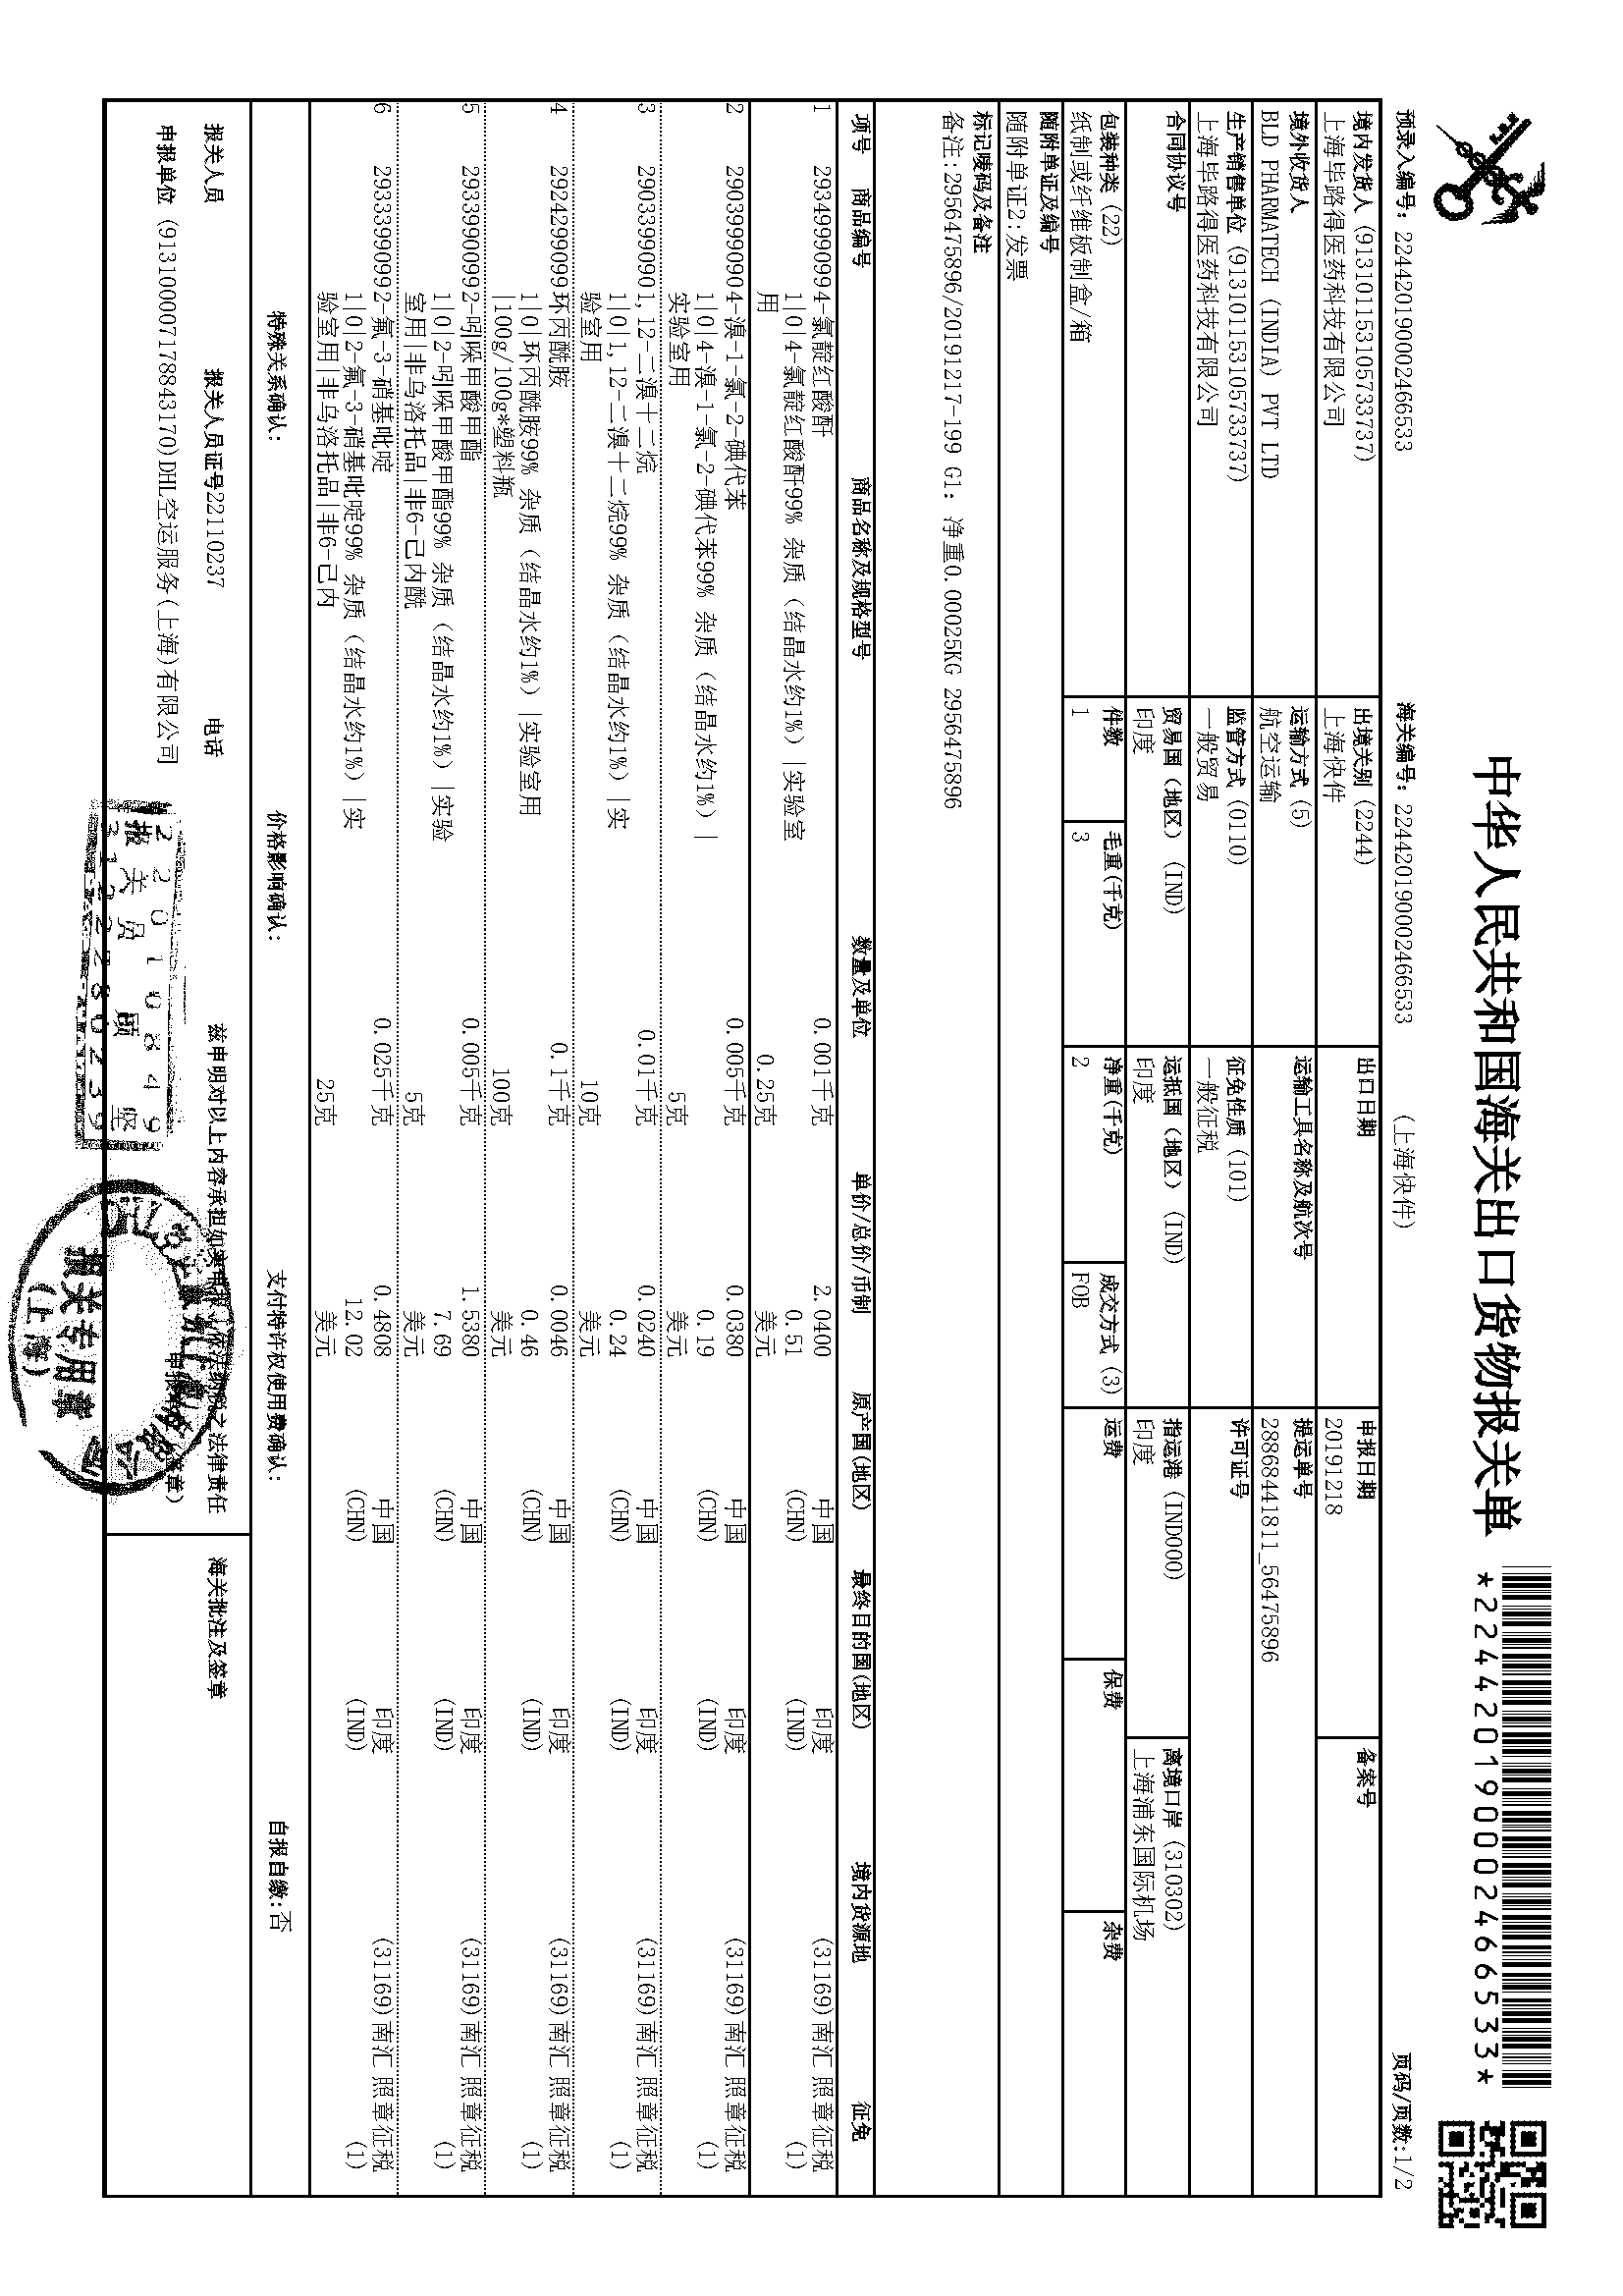 中华人民共和国海关出口货物报关单
*224420190002466533*
预录入编号：224420190002466533 海关编号：224420190002466533 （上海快件） 页码/页数:1/2
境内发货人 (913101153105733737) 出境关别 (2244) 出口日期 申报日期 备案号
上海毕路得医药科技有限公司 上海快件 20191218
境外收货人 运输方式 (5) 运输工具名称及航次号 提运单号
BLD PHARMATECH (INDIA) PVT LTD 航空运输 2886841811_56475896
生产销售单位 (913101153105733737) 监管方式 (0110) 征免性质 (101) 许可证号
上海毕路得医药科技有限公司 一般贸易 一般征税
合同协议号 贸易国（地区） (IND) 运抵国（地区） (IND) 指运港 (IND000) 离境口岸 (310302)
印度 印度 印度 上海浦东国际机场
包装种类 (22) 件数 毛重(千克) 净重(千克) 成交方式 (3) 运费 保费 杂费
纸制或纤维板制盒/箱 1 3 2 FOB
随附单证及编号
随附单证2:发票
标记唛码及备注
备注:2956475896/20191217-199 G1: 净重0.00025KG 2956475896
项号 商品编号 商品名称及规格型号 数量及单位 单价/总价/币制 原产国(地区) 最终目的国(地区) 境内货源地 征免
1 29349990994-氯靛红酸酐 0.001千克 2.0400 中国 印度 (31169)南汇 照章征税
1|0|4-氯靛红酸酐99% 杂质（结晶水约1%）|实验室 0.51 (CHN) (IND) (1)
用 0.25克 美元
2 29039990904-溴-1-氯-2-碘代苯 0.005千克 0.0380 中国 印度 (31169)南汇 照章征税
1|0|4-溴-1-氯-2-碘代苯99% 杂质（结晶水约1%）| 0.19 (CHN) (IND) (1)
实验室用 5克 美元
3 29033990901,12-二溴十二烷 0.01千克 0.0240 中国 印度 (31169)南汇 照章征税
1|0|1,12-二溴十二烷99% 杂质（结晶水约1%）|实 0.24 (CHN) (IND) (1)
验室用 10克 美元
4 2924299099环丙酰胺 0.1千克 0.0046 中国 印度 (31169)南汇 照章征税
1|0|环丙酰胺99% 杂质（结晶水约1%）|实验室用 0.46 (CHN) (IND) (1)
|100g/100g*塑料瓶 100克 美元
5 29339900992-吲哚甲酸甲酯 0.005千克 1.5380 中国 印度 (31169)南汇 照章征税
1|0|2-吲哚甲酸甲酯99% 杂质（结晶水约1%）|实验 7.69 (CHN) (IND) (1)
室用|非乌洛托品|非6-己内酰 5克 美元
6 29333990992-氟-3-硝基吡啶 0.025千克 0.4808 中国 印度 (31169)南汇 照章征税
1|0|2-氟-3-硝基吡啶99% 杂质（结晶水约1%）|实 12.02 (CHN) (IND) (1)
验室用|非乌洛托品|非6-己内 25克 美元
特殊关系确认: 价格影响确认: 支付特许权使用费确认: 自报自缴:否
报关人员 报关人员证号22110237 电话 兹申明对以上内容承担如实申报、依法纳税之法律责任 海关批注及签章
申报单位 (913100007178843170)DHL空运服务(上海)有限公司 申报单位（签章）
2 2 0 1 0 8 4 9
报关员 顾 坚
报关专用章
(上海)